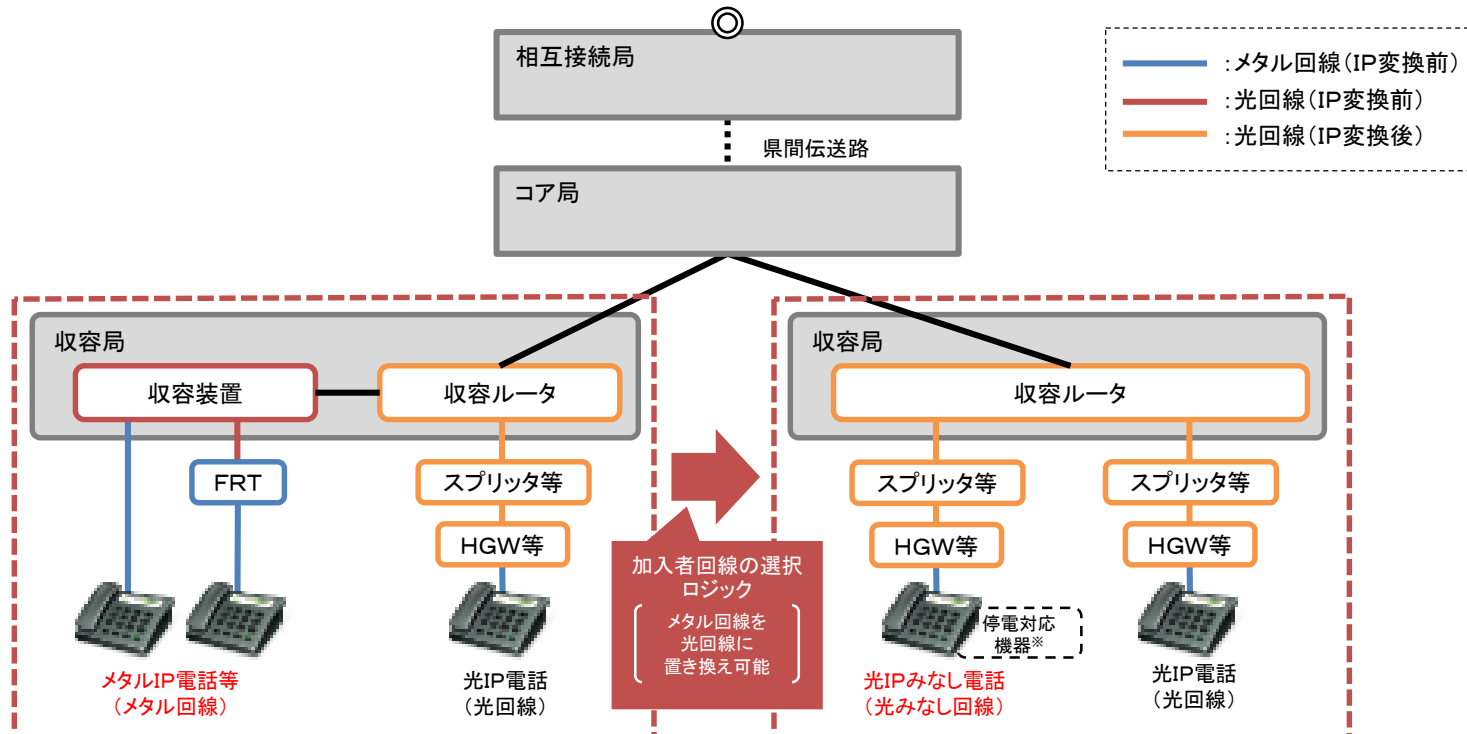 相互接続局
：メタル回線（ＩＰ変換前）
：光回線（ＩＰ変換前）
：光回線（ＩＰ変換後）
県間伝送路
コア局
収容局
収容装置
収容ルータ
ＦＲＴ
スプリッタ等
ＨＧＷ等
メタルIP電話等
（メタル回線）
光IP電話
（光回線）
加入者回線の選択
ロジック
メタル回線を
光回線に
置き換え可能
収容局
収容ルータ
スプリッタ等
スプリッタ等
ＨＧＷ等
ＨＧＷ等
停電対応
機器※
光IPみなし電話
（光みなし回線）
光IP電話
（光回線）